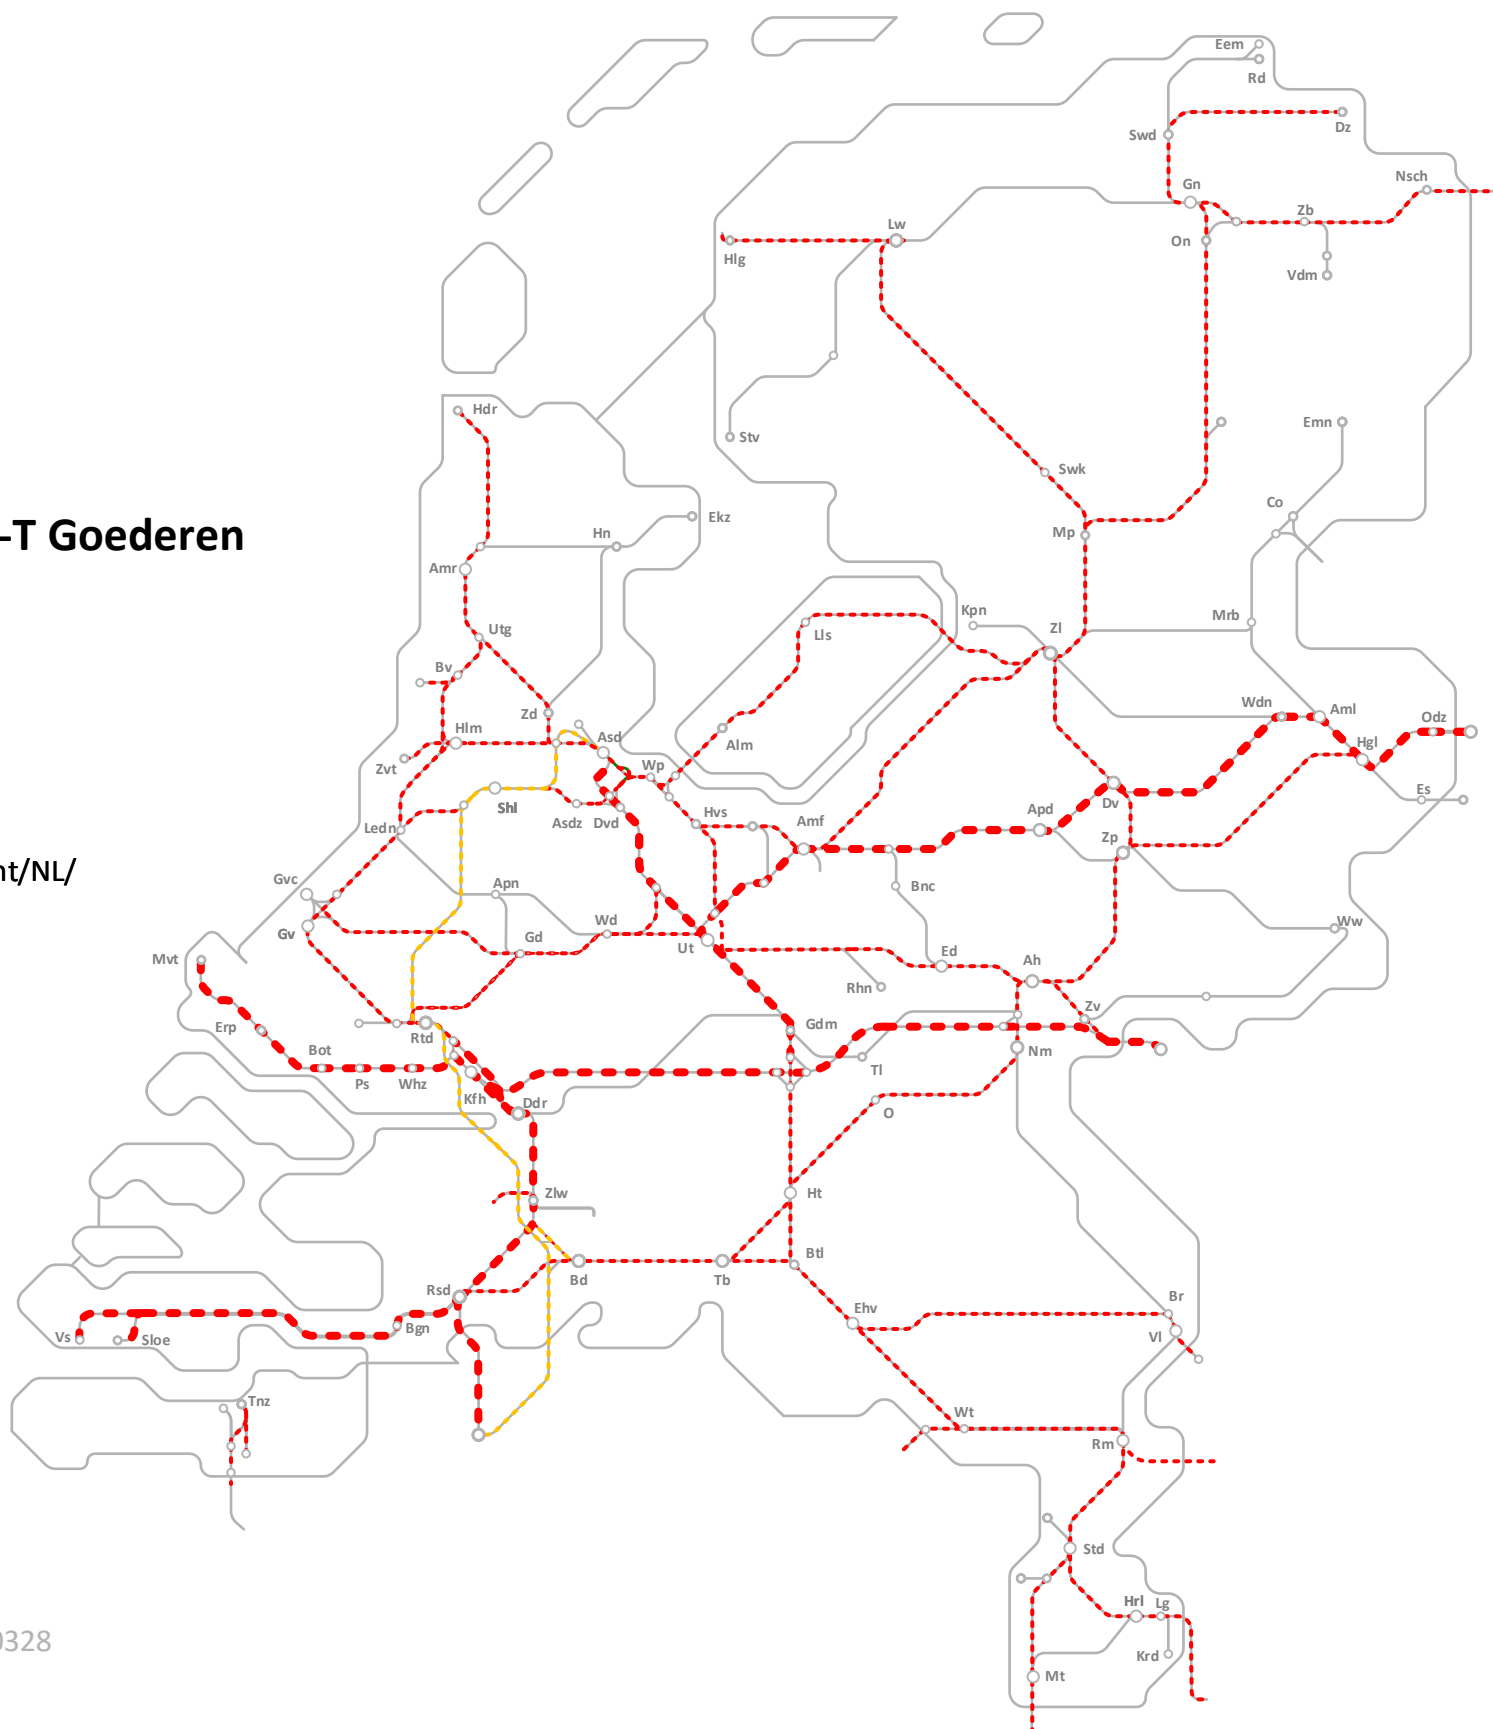 Eem
Rd
Dz
Swd
Nsch
Gn
Zb
Lw
On
Hlg
Vdm
Hdr
Emn
Stv
Swk
Co
Ekz
-T Goederen
Hn
Mp
Amr
Kpn
Mrb
Utg
Zl
Lls
Bv
Wdn
Aml
Zd
Odz
Hlm
Asd
Alm
Hgl
Zvt
Wp
Shl
Dv
Es
Apd
Asdz
Dvd
Hvs
Amf
Ledn
Zp
nt/NL/
Gvc
Apn
Bnc
Wd
Ww
Gv
Gd
Ut
Mvt
Ed
Ah
Rhn
Zv
Erp
Rtd
Gdm
Bot
Nm
Tl
Ps
Whz
Kfh
Ddr
O
Zlw
Ht
Btl
Bd
Tb
Rsd
Br
Ehv
Vs
Sloe
Bgn
Vl
Tnz
Wt
Rm
Std
Hrl
Lg
0328
Krd
Mt